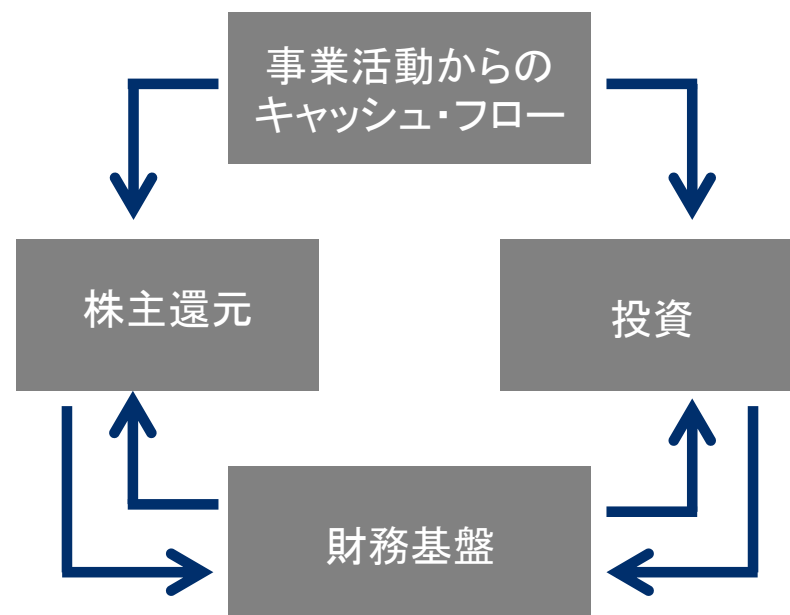 事業活動からの
キャッシュ・フロー
株主還元
投資
財務基盤